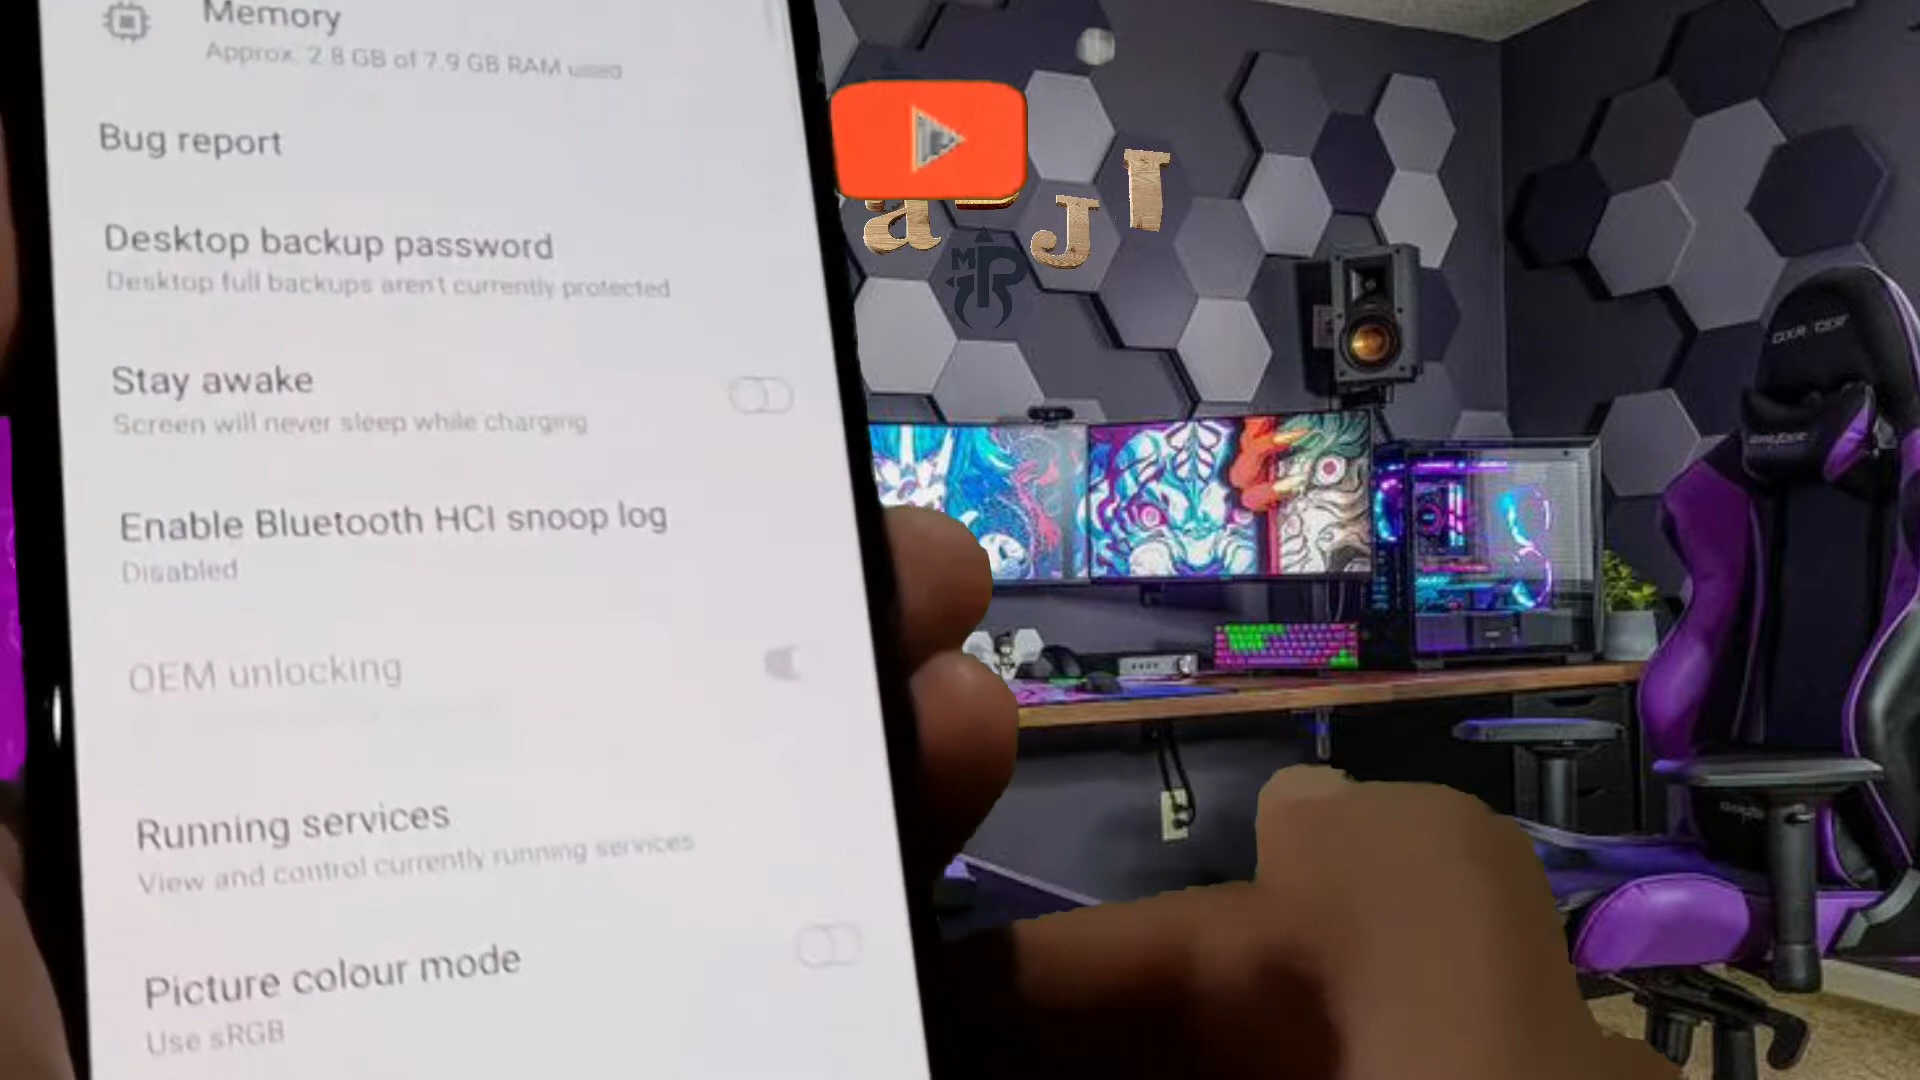 Memory
Approx. 2.8 GB of 7.9 GB RAM used
Bug report
Desktop backup password
Desktop full backups aren't currently protected
Stay awake
Screen will never sleep while charging
Enable Bluetooth HCI snoop log
Disabled
OEM unlocking
Running services
View and control currently running services
Picture colour mode
Use sRGB
a
J
I
M
R